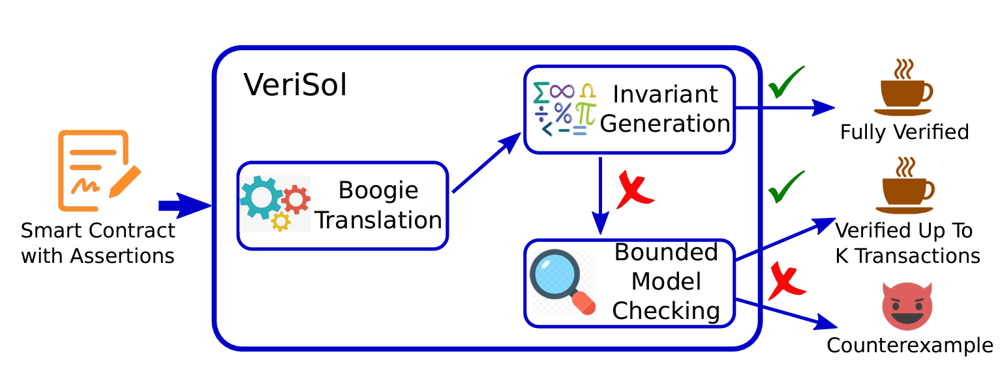 VeriSol
Smart Contract
with Assertions
Boogie
Translation
Invariant
Generation
Bounded
Model
Checking
Fully Verified
Verified Up To
K Transactions
Counterexample